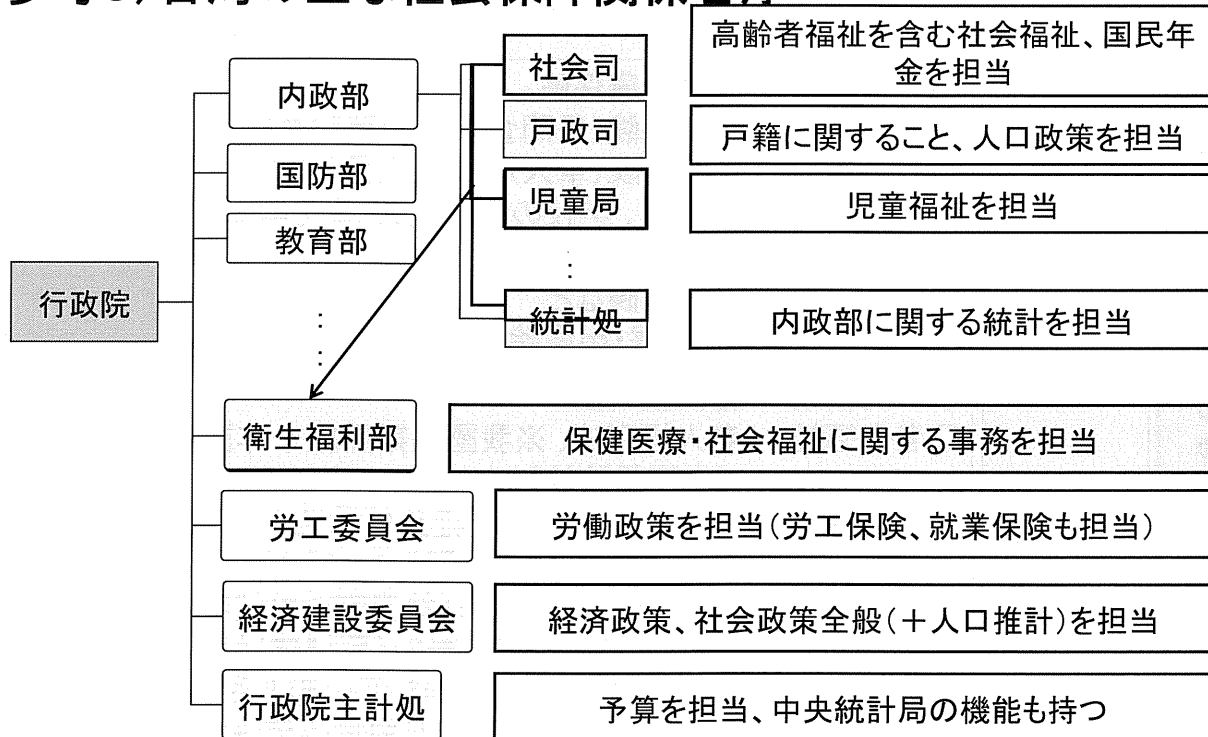 社会司
高齢者福祉を含む社会福祉、国民年
金を担当
内政部
戸政司
戸籍に関すること、人口政策を担当
国防部
児童局
児童福祉を担当
教育部
行政院
統計処
内政部に関する統計を担当
衛生福利部
保健医療・社会福祉に関する事務を担当
労工委員会
労働政策を担当(労工保険、就業保険も担当)
経済建設委員会
経済政策、社会政策全般(+人口推計)を担当
行政院主計処
予算を担当、中央統計局の機能も持つ